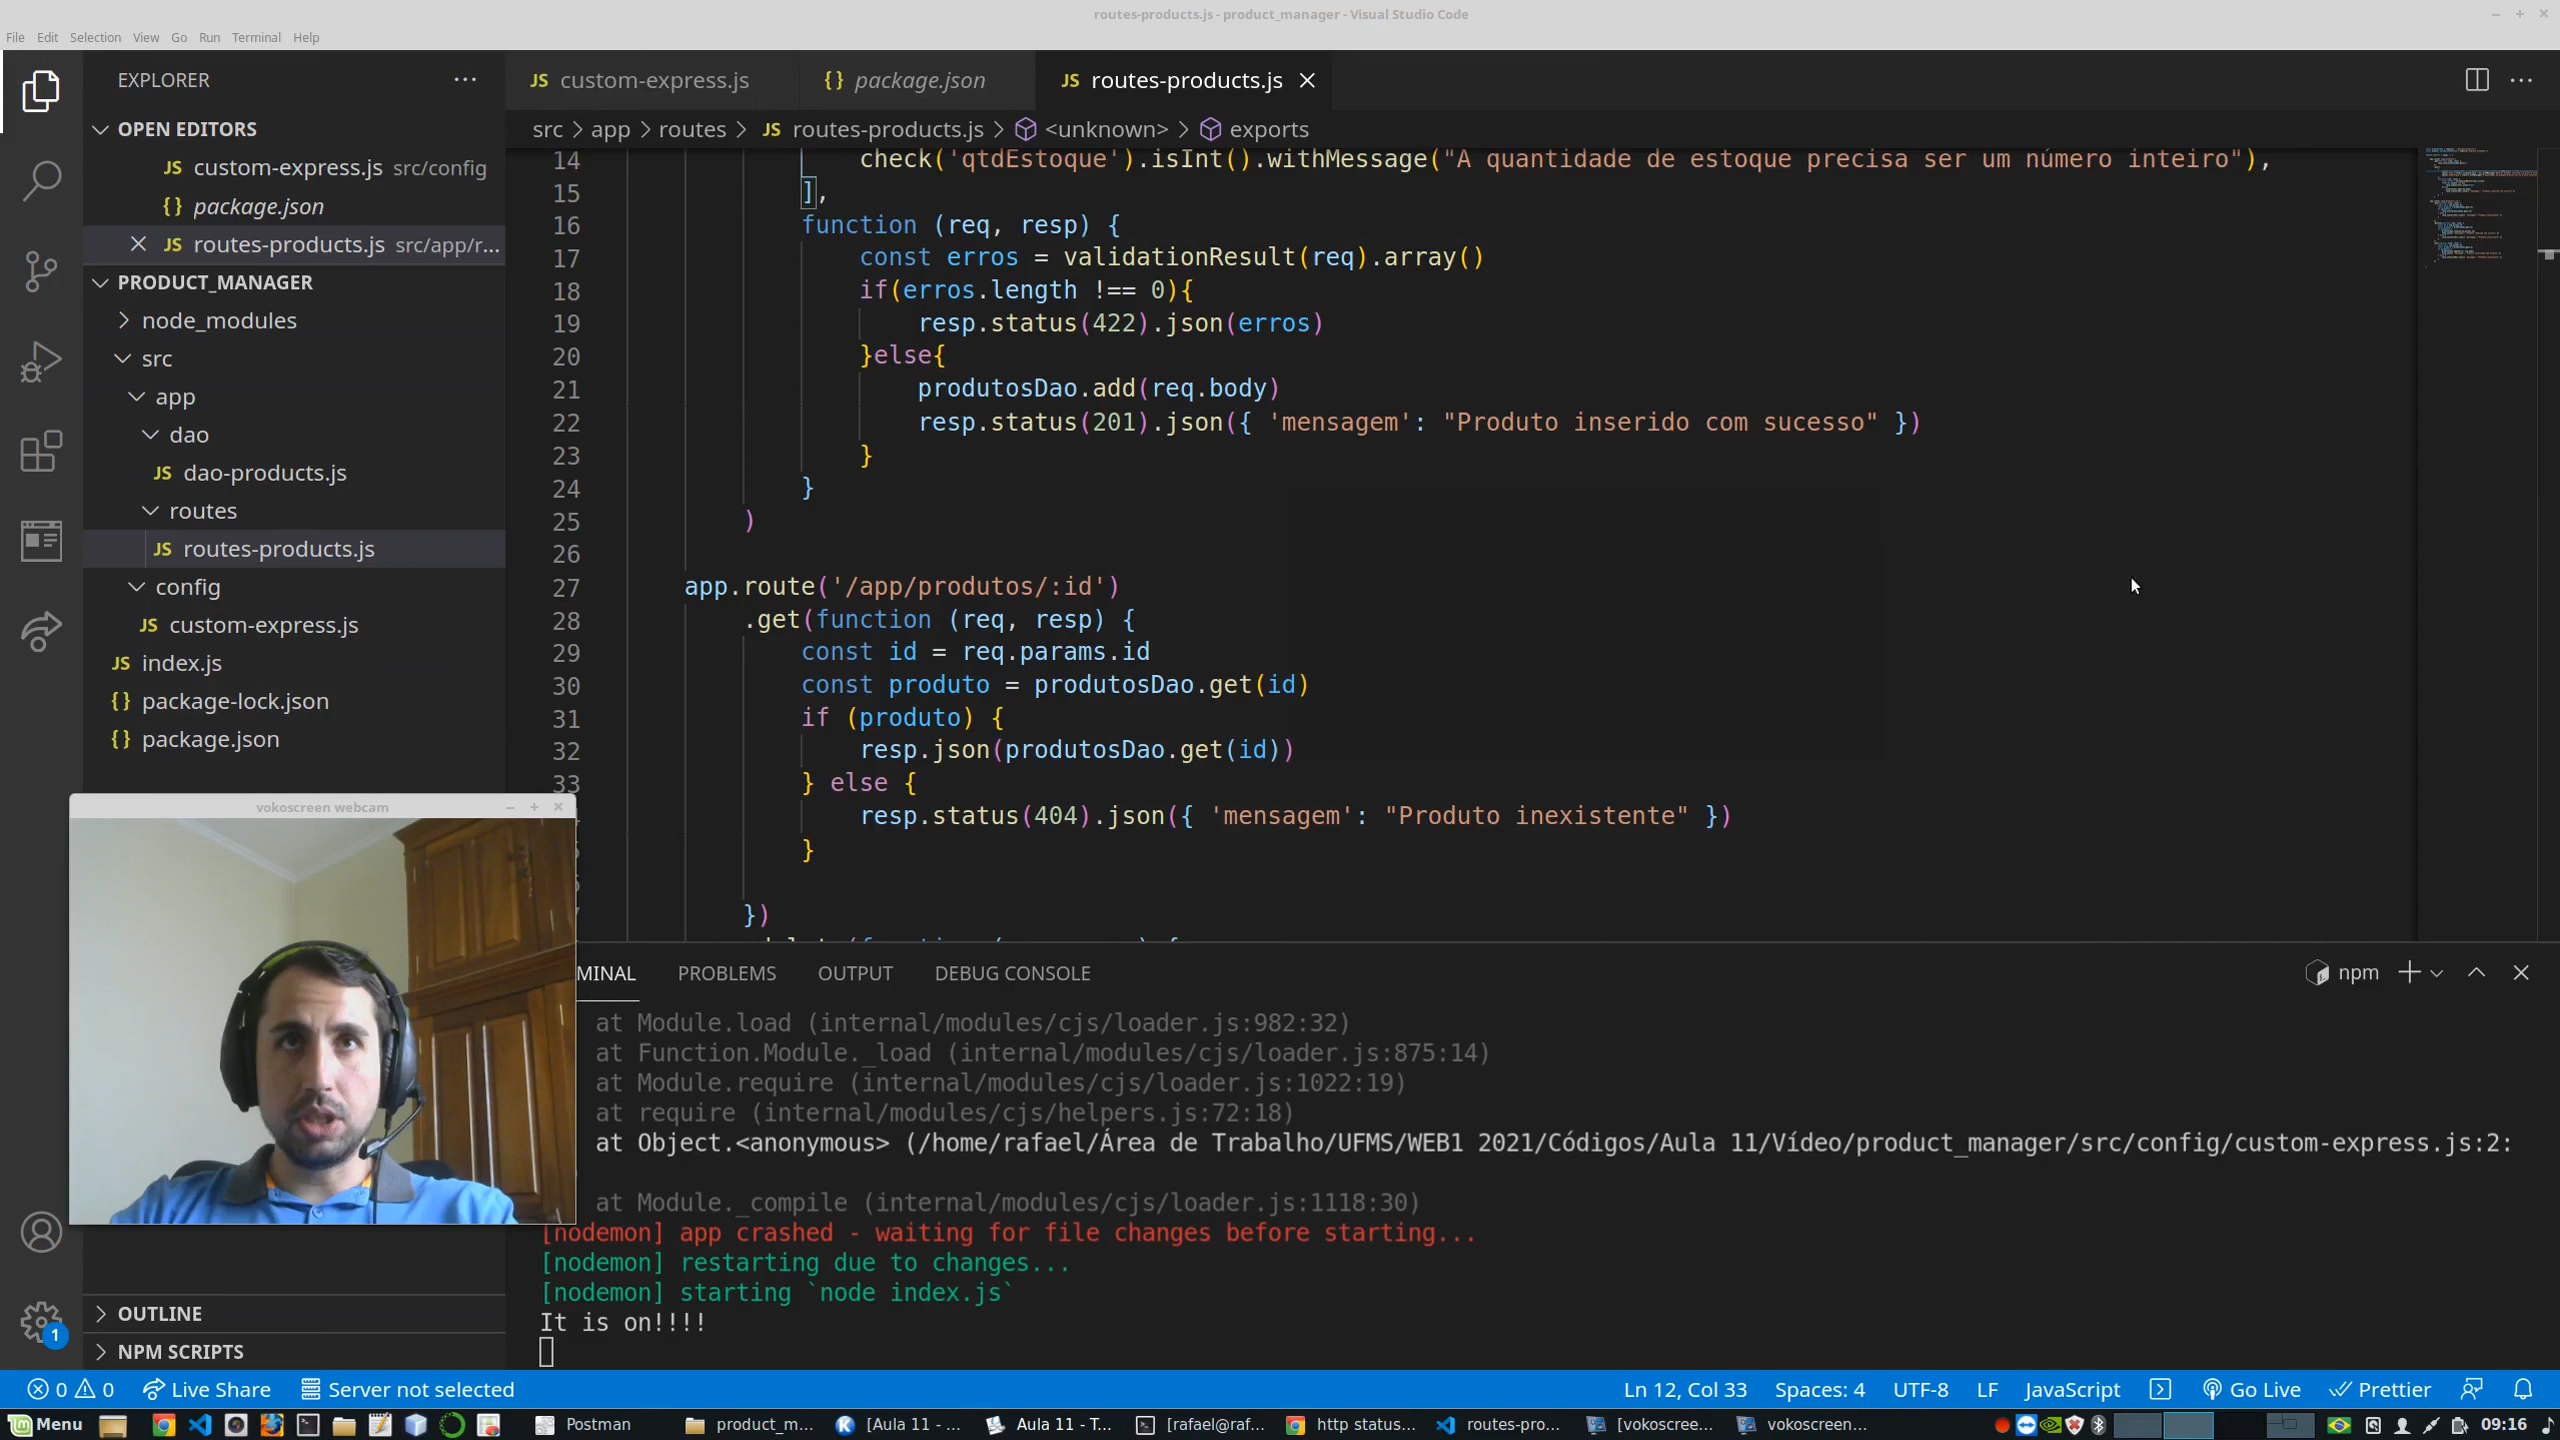 routes-products.js - product_manager - Visual Studio Code
File Edit Selection View Go Run Terminal Help
EXPLORER
OPEN EDITORS
JS custom-express.js src/config
{} package.json
JS routes-products.js src/app/r...
PRODUCT_MANAGER
node_modules
src
app
dao
JS dao-products.js
routes
JS routes-products.js
config
JS custom-express.js
JS index.js
{} package-lock.json
{} package.json
OUTLINE
NPM SCRIPTS
1
JS custom-express.js {} package.json JS routes-products.js
src > app > routes > JS routes-products.js > <unknown> > exports
14 check('qtdEstoque').isInt().withMessage("A quantidade de estoque precisa ser um número inteiro"),
15 ],
16 function (req, resp) {
17 const erros = validationResult(req).array()
18 if(erros.length !== 0){
19 resp.status(422).json(erros)
20 }else{
21 produtosDao.add(req.body)
22 resp.status(201).json({ 'mensagem': "Produto inserido com sucesso" })
23 }
24 }
25 )
26
27 app.route('/app/produtos/:id')
28 .get(function (req, resp) {
29 const id = req.params.id
30 const produto = produtosDao.get(id)
31 if (produto) {
32 resp.json(produtosDao.get(id))
33 } else {
resp.status(404).json({ 'mensagem': "Produto inexistente" })
}
})
vokoscreen webcam
MINAL PROBLEMS OUTPUT DEBUG CONSOLE npm
at Module.load (internal/modules/cjs/loader.js:982:32)
at Function.Module._load (internal/modules/cjs/loader.js:875:14)
at Module.require (internal/modules/cjs/loader.js:1022:19)
at require (internal/modules/cjs/helpers.js:72:18)
at Object.<anonymous> (/home/rafael/Área de Trabalho/UFMS/WEB1 2021/Códigos/Aula 11/Vídeo/product_manager/src/config/custom-express.js:2:
at Module._compile (internal/modules/cjs/loader.js:1118:30)
[nodemon] app crashed - waiting for file changes before starting...
[nodemon] restarting due to changes...
[nodemon] starting `node index.js`
It is on!!!!
0 0 Live Share Server not selected Ln 12, Col 33 Spaces: 4 UTF-8 LF JavaScript Go Live Prettier
Menu Postman product_m... [Aula 11 - ... Aula 11 - T... [rafael@raf... http status... routes-pro... [vokoscree... vokoscreen... 09:16